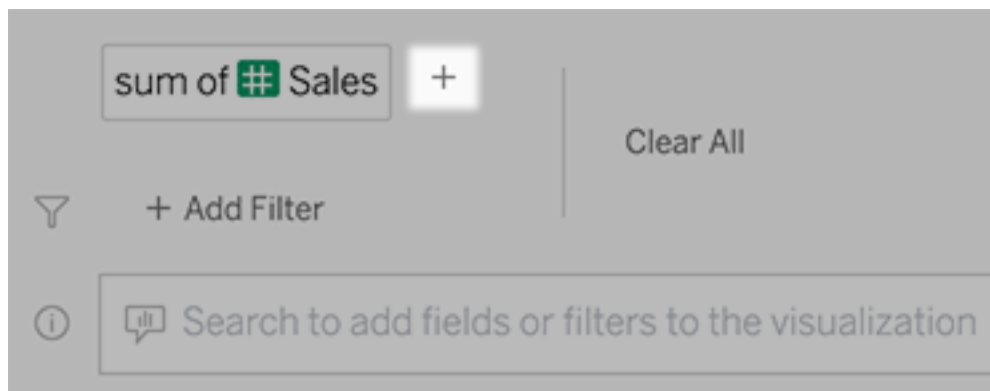 sum of # Sales +
Clear All
+ Add Filter
Search to add fields or filters to the visualization